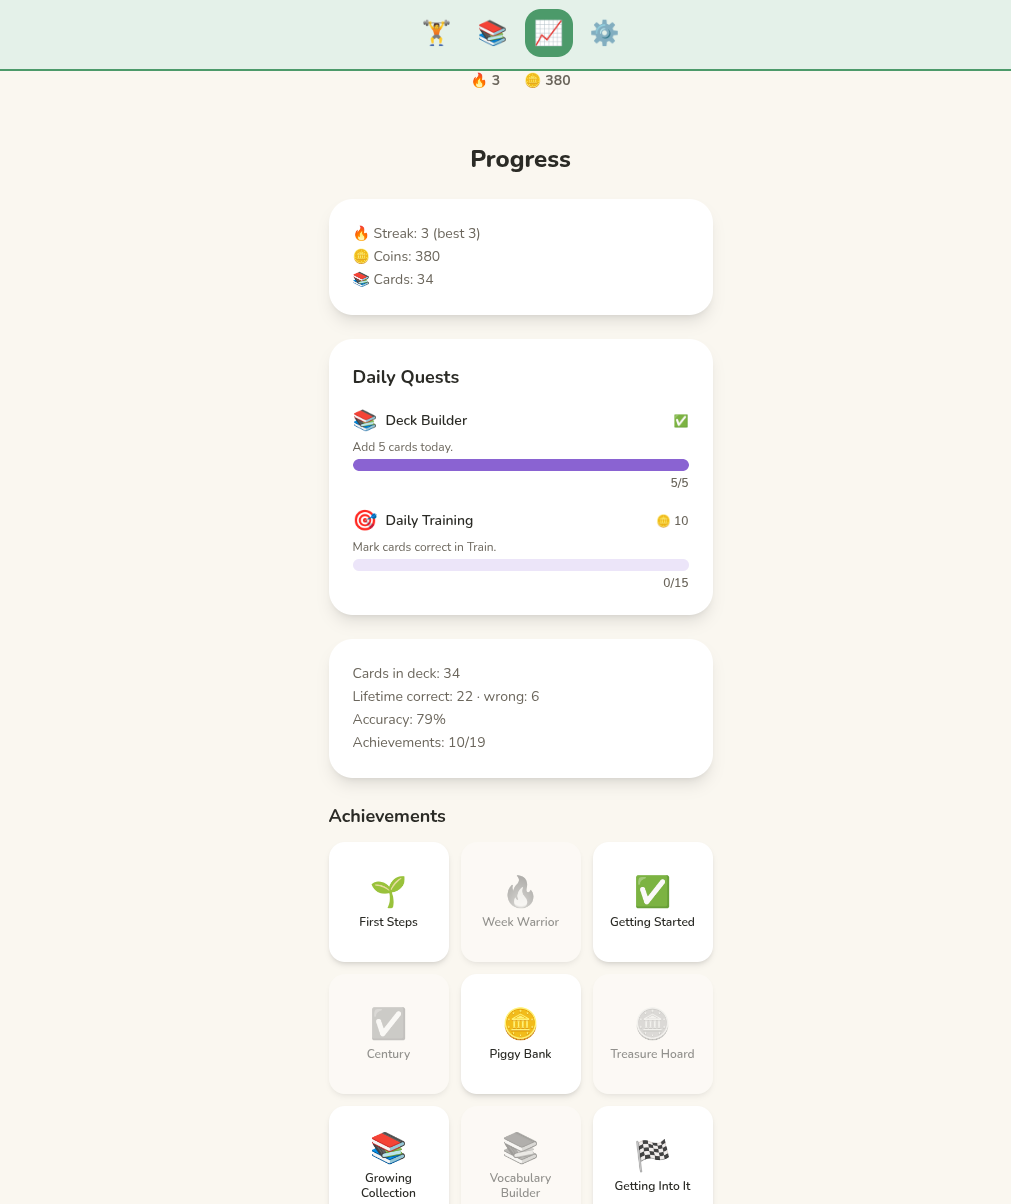 🔥 3 🪙 380
Progress
🔥 Streak: 3 (best 3)
🪙 Coins: 380
📚 Cards: 34
Daily Quests
📚 Deck Builder ✅
Add 5 cards today.
5/5
🎯 Daily Training 🪙 10
Mark cards correct in Train.
0/15
Cards in deck: 34
Lifetime correct: 22 · wrong: 6
Accuracy: 79%
Achievements: 10/19
Achievements
First Steps
Week Warrior
Getting Started
Century
Piggy Bank
Treasure Hoard
Growing
Collection
Vocabulary
Builder
Getting Into It